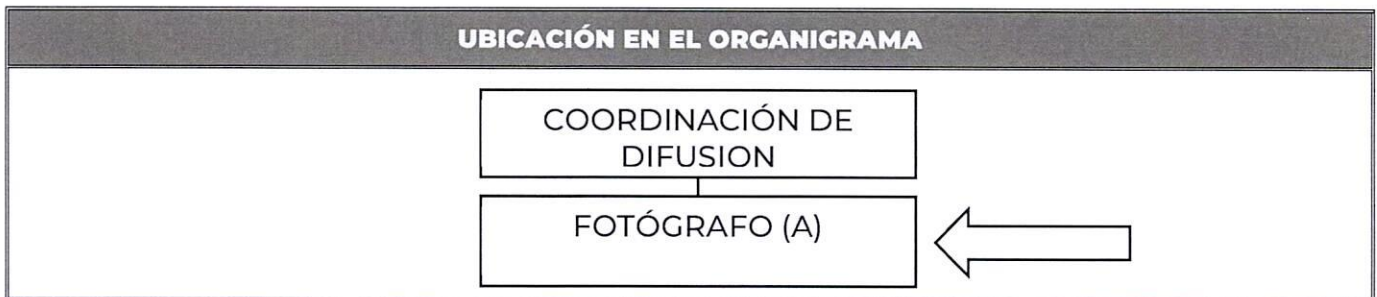 UBICACIÓN EN EL ORGANIGRAMA
COORDINACIÓN DE
DIFUSION
FOTÓGRAFO (A)